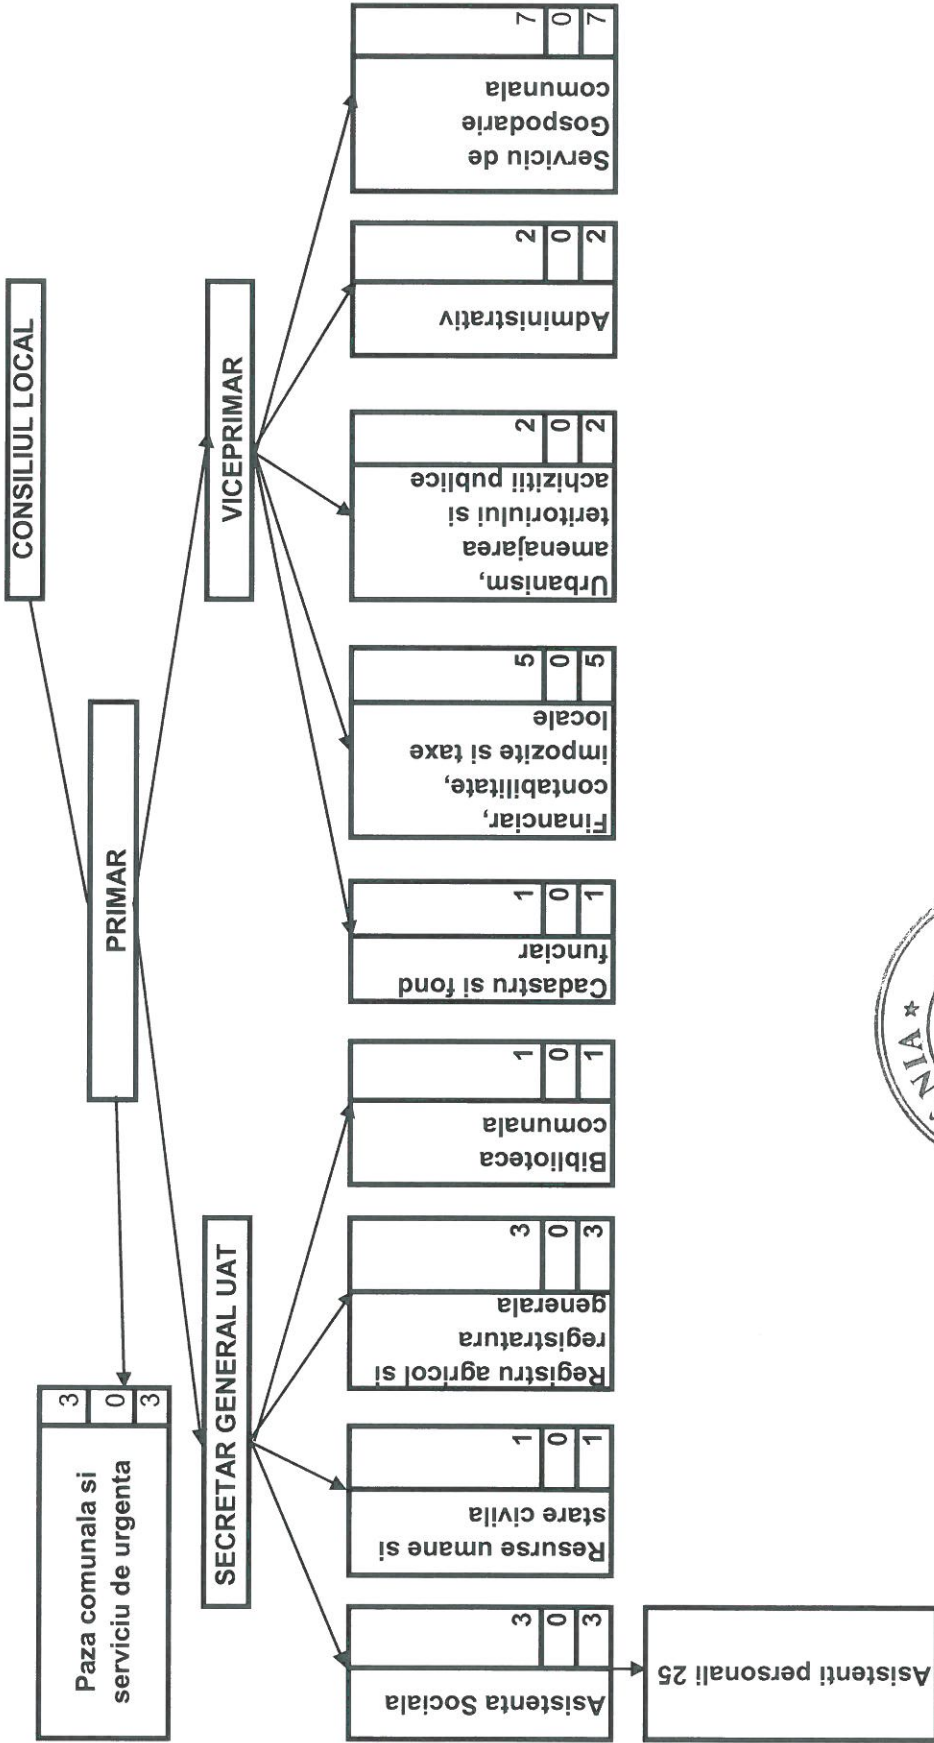 CONSILIUL LOCAL
PRIMAR
Paza comunala si
serviciu de urgenta
3
0
3
SECRETAR GENERAL UAT
VICEPRIMAR
Asistenta Sociala
3
0
3
Resurse umane si
stare civila
1
0
1
Registru agricol si
registratura
generala
3
0
3
Biblioteca
comunala
1
0
1
Cadastru si fond
funciar
1
0
1
Financiar,
contabilitate,
impozite si taxe
locale
5
0
5
Urbanism,
amenajarea
teritoriului si
achizitii publice
2
0
2
Administrativ
2
0
2
Serviciu de
Gospodarie
comunala
7
0
7
Asistenti personali 25
NIA *